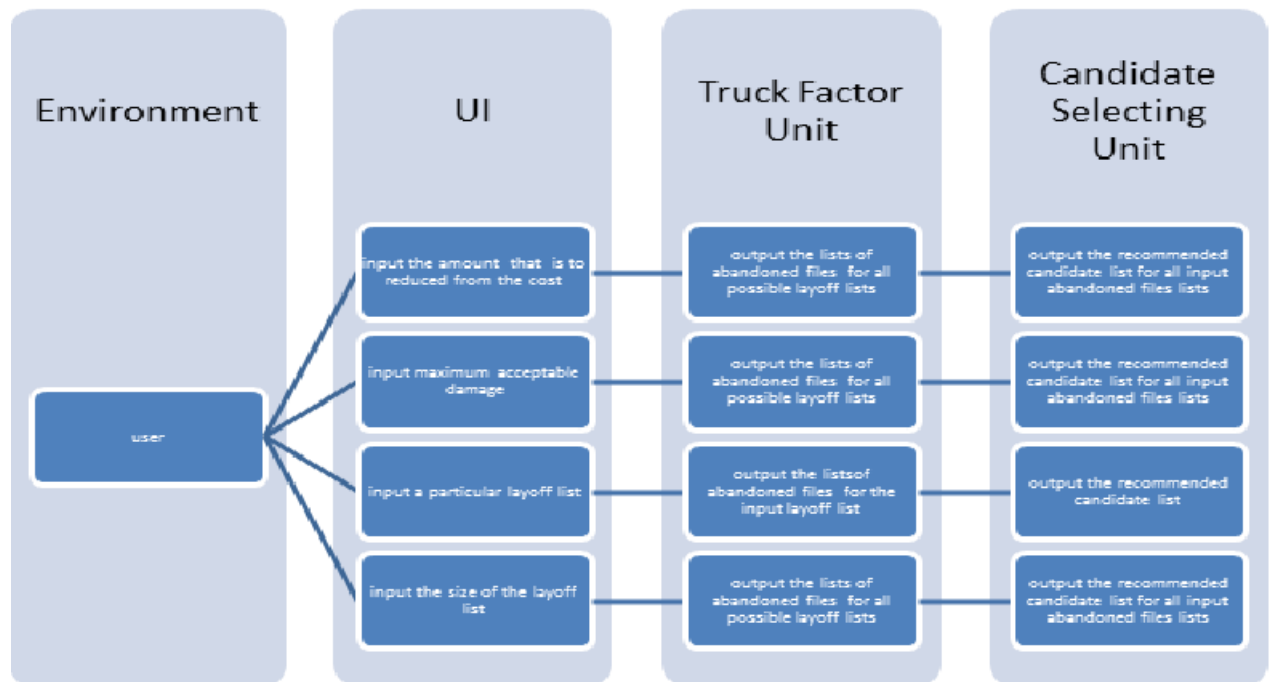 Environment
UI
Truck Factor
Unit
Candidate
Selecting
Unit
user
input the amount that is to
reduced from the cost
output the lists of
abandoned files for all
possible layoff lists
output the recommended
candidate list for all input
abandoned files lists
input maximum acceptable
damage
output the lists of
abandoned files for all
possible layoff lists
output the recommended
candidate list for all input
abandoned files lists
input a particular layoff list
output the listsof
abandoned files for the
input layoff list
output the recommended
candidate list
input the size of the layoff
list
output the lists of
abandoned files for all
possible layoff lists
output the recommended
candidate list for all input
abandoned files lists